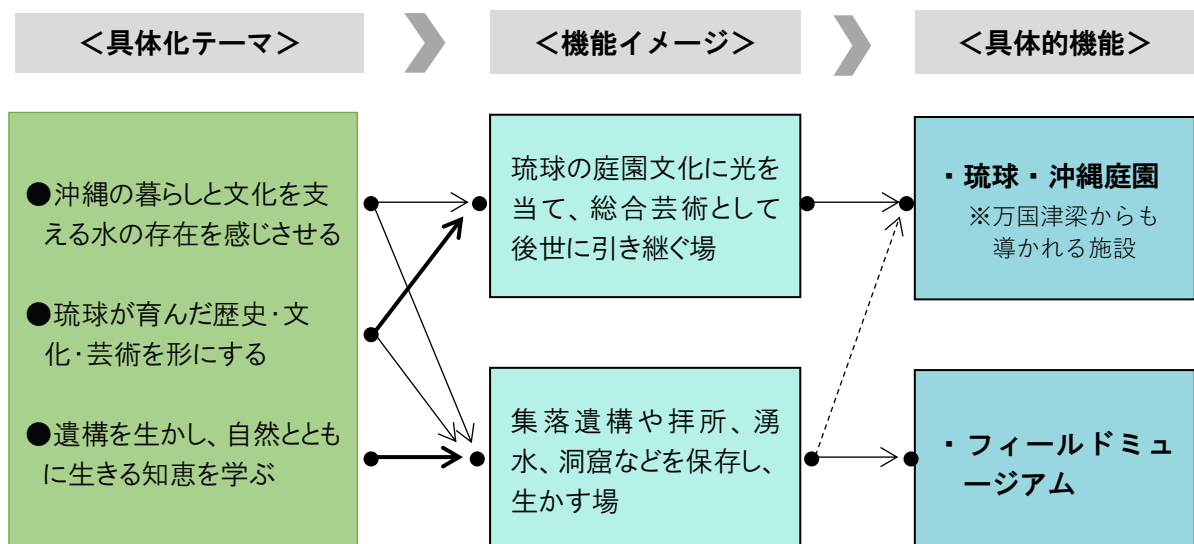 ＜具体化テーマ＞
＜機能イメージ＞
＜具体的機能＞
●沖縄の暮らしと文化を支
える水の存在を感じさせる
●琉球が育んだ歴史・文
化・芸術を形にする
●遺構を生かし、自然ととも
に生きる知恵を学ぶ
琉球の庭園文化に光を
当て、総合芸術として
後世に引き継ぐ場
集落遺構や拝所、湧
水、洞窟などを保存し、
生かす場
・琉球・沖縄庭園
※万国津梁からも
導かれる施設
・フィールドミュ
ージアム